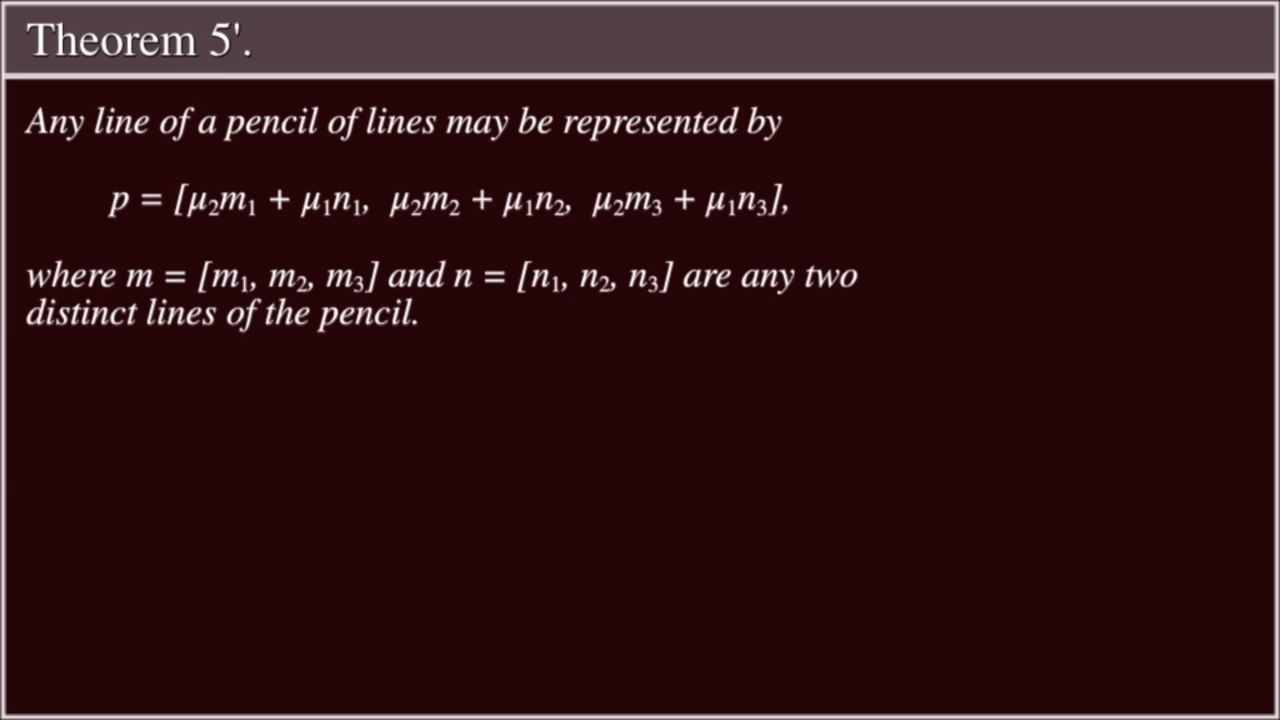 Theorem 5'.
Any line of a pencil of lines may be represented by
p = [μ₂m₁ + μ₁n₁, μ₂m₂ + μ₁n₂, μ₂m₃ + μ₁n₃],
where m = [m₁, m₂, m₃] and n = [n₁, n₂, n₃] are any two
distinct lines of the pencil.